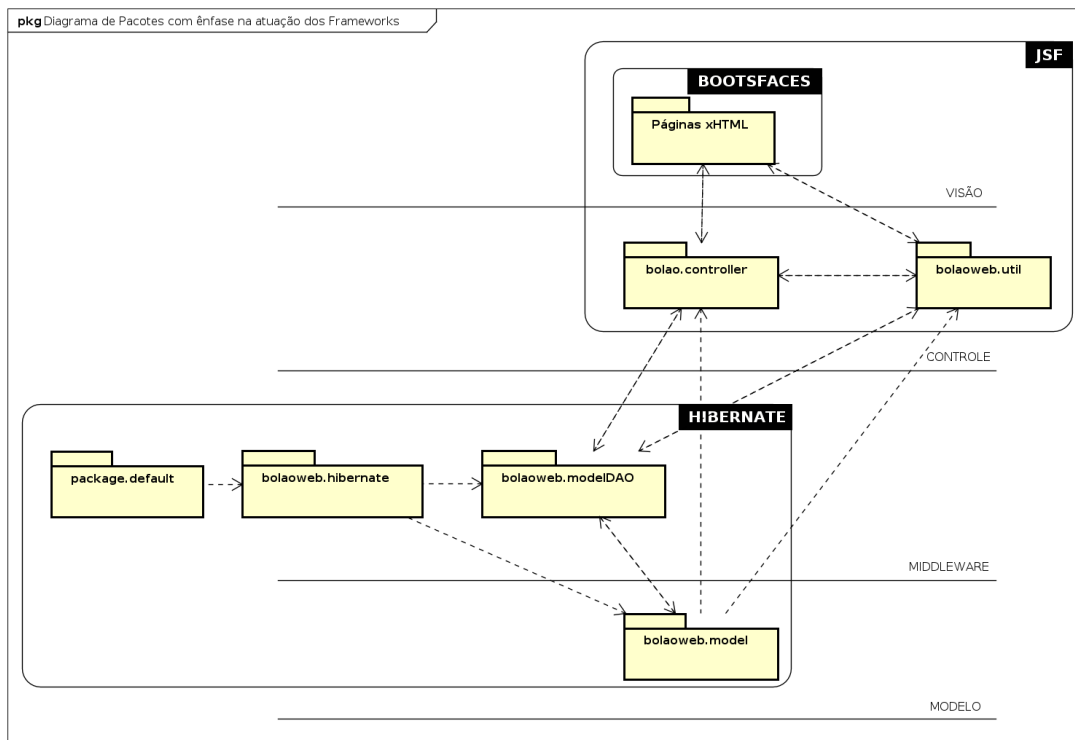 pkg Diagrama de Pacotes com ênfase na atuação dos Frameworks
JSF
BOOTSFACES
Páginas xHTML
VISÃO
bolao.controller
bolaoweb.util
CONTROLE
HIBERNATE
package.default
bolaoweb.hibernate
bolaoweb.modelDAO
MIDDLEWARE
bolaoweb.model
MODELO